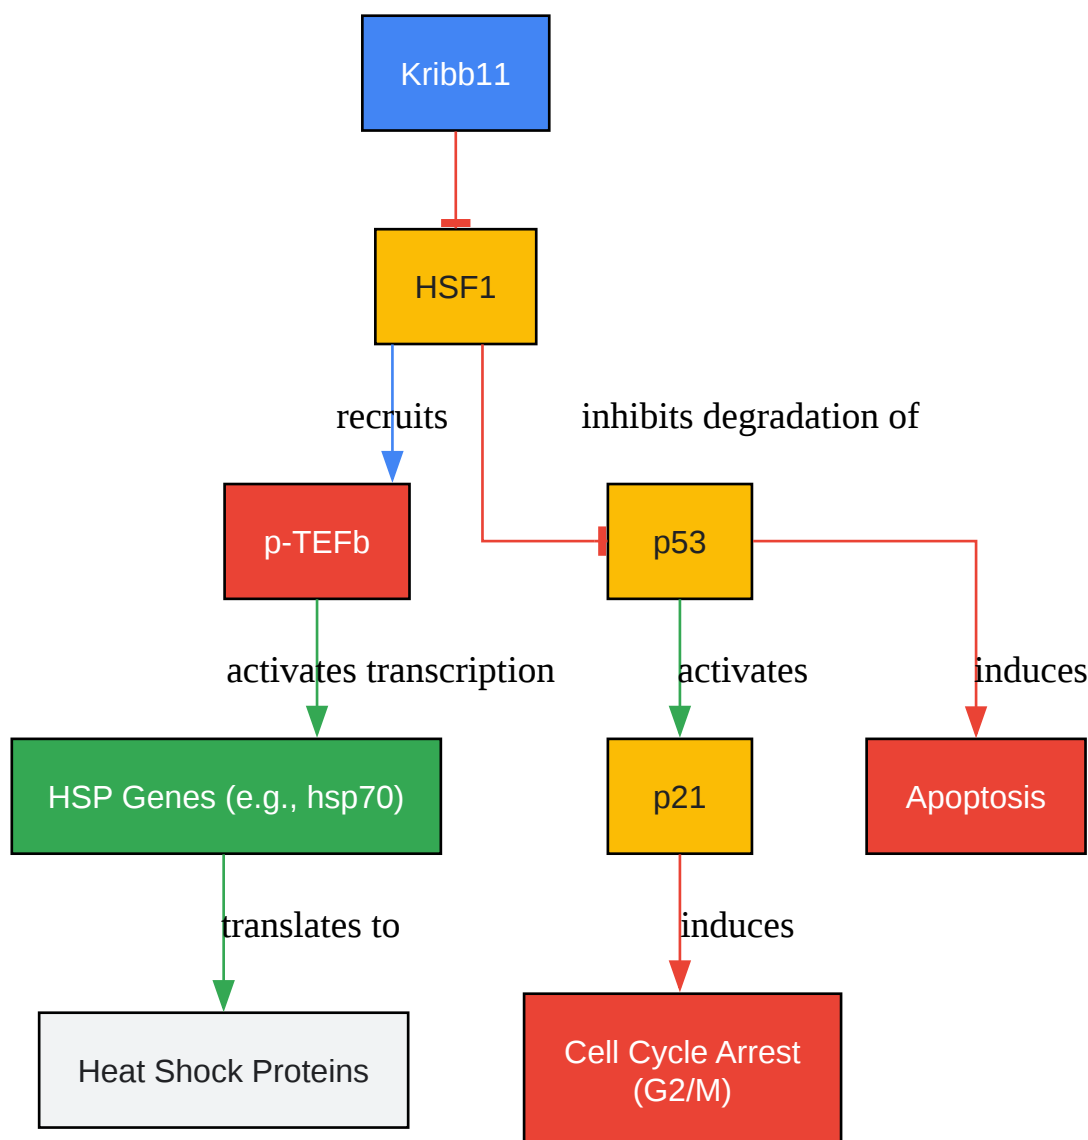 Kribb11
HSF1
recruits
inhibits degradation of
p-TEFb
p53
activates transcription
activates
induces
HSP Genes (e.g., hsp70)
p21
Apoptosis
translates to
induces
Heat Shock Proteins
Cell Cycle Arrest
(G2/M)